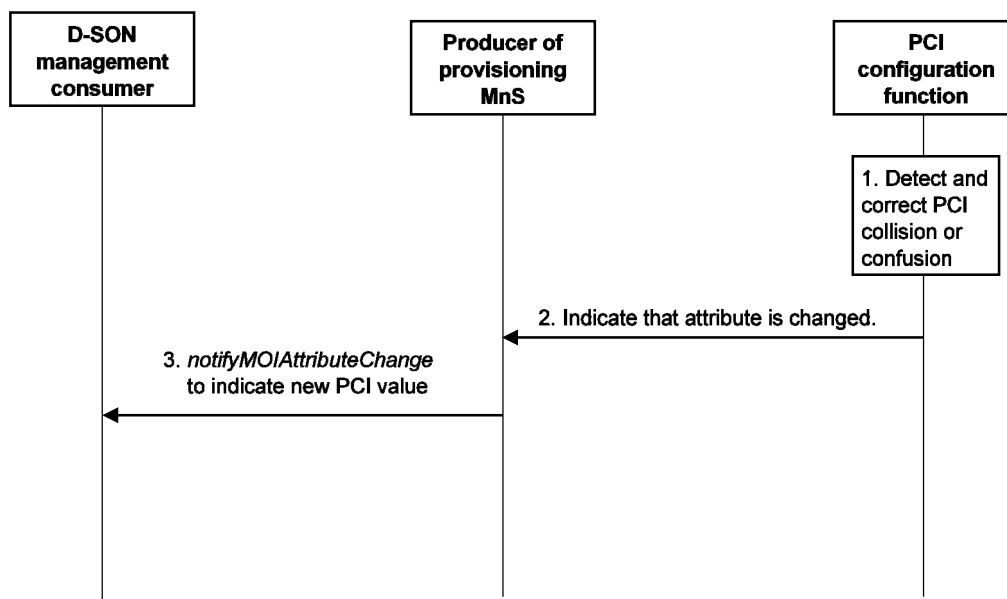 D-SON
management
consumer
Producer of
provisioning
MnS
PCI
configuration
function
1. Detect and
correct PCI
collision or
confusion
2. Indicate that attribute is changed.
3. notifyMOIAttributeChange
to indicate new PCI value